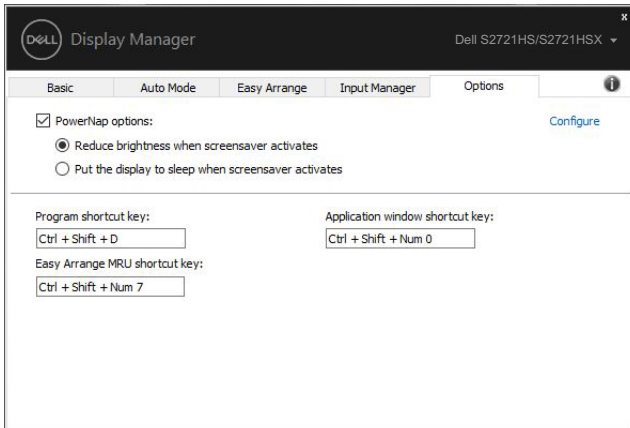 x
DELL Display Manager
Dell S2721HS/S2721HSX
Basic Auto Mode Easy Arrange Input Manager Options i
PowerNap options: Configure
Reduce brightness when screensaver activates
Put the display to sleep when screensaver activates
Program shortcut key: Application window shortcut key:
Ctrl + Shift + D Ctrl + Shift + Num 0
Easy Arrange MRU shortcut key:
Ctrl + Shift + Num 7